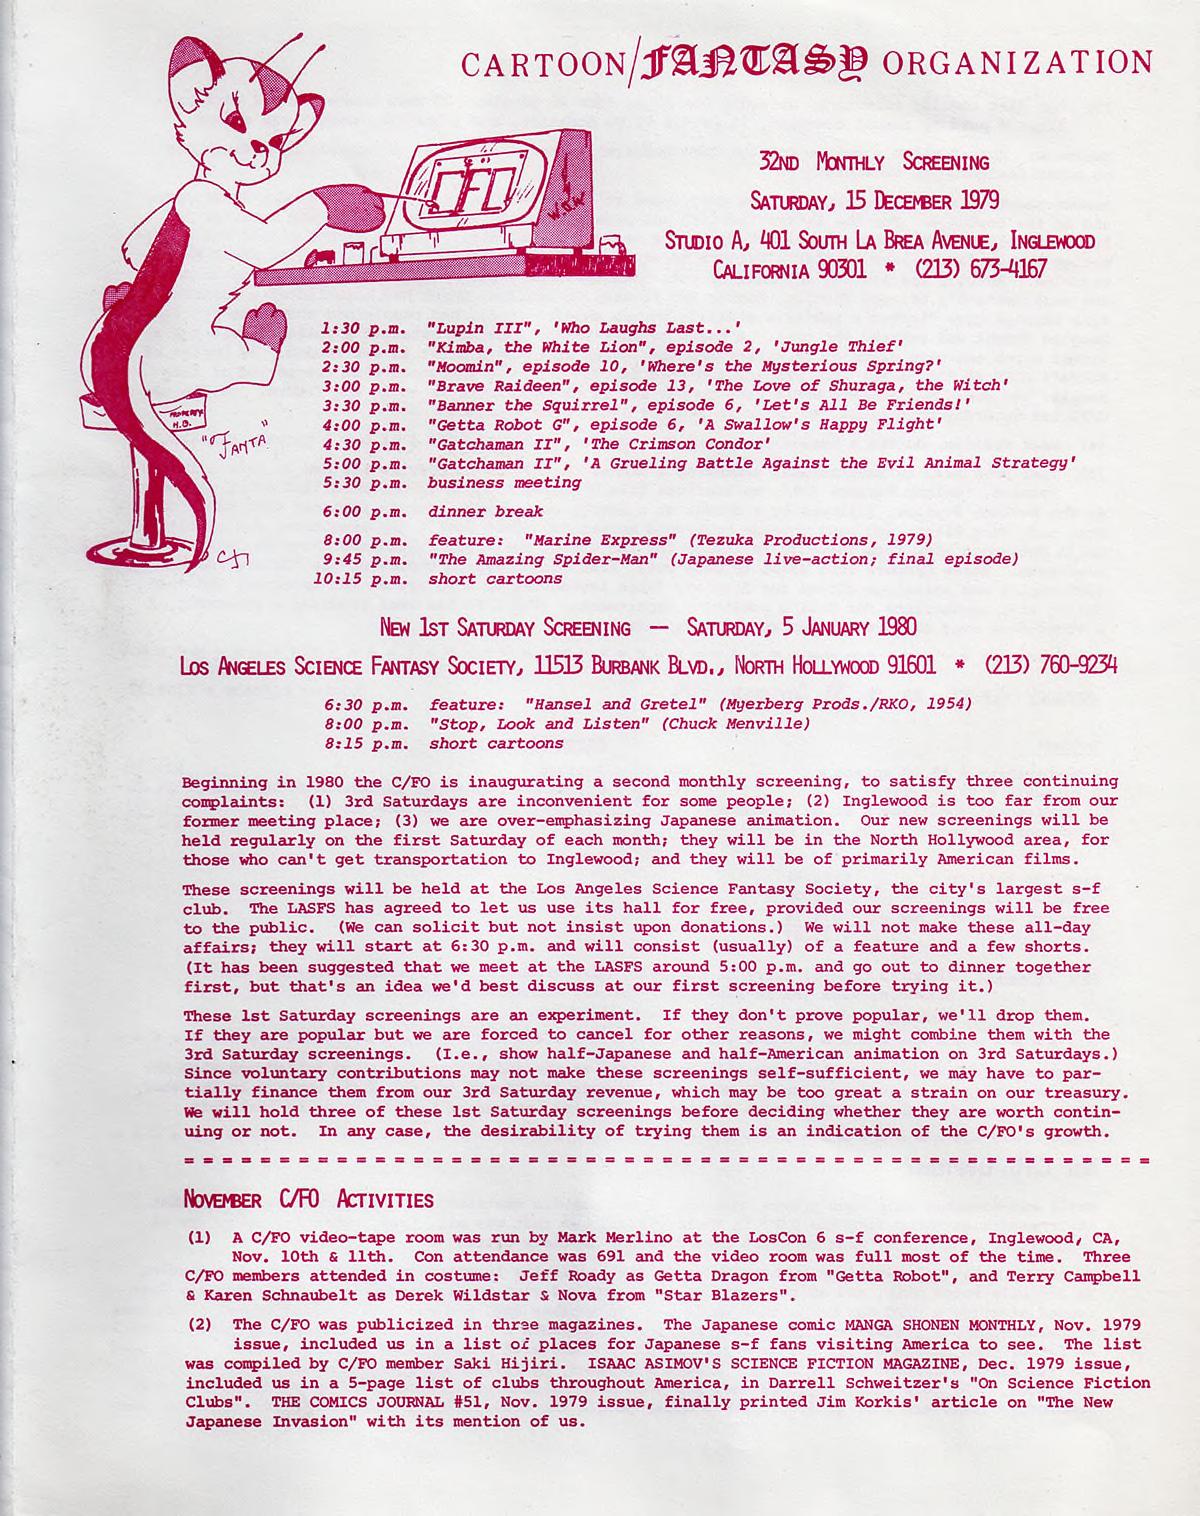 CARTOON/FANTASY ORGANIZATION
CFO
W.O.W
32ND MONTHLY SCREENING
SATURDAY, 15 DECEMBER 1979
STUDIO A, 401 SOUTH LA BREA AVENUE, INGLEWOOD
CALIFORNIA 90301 * (213) 673-4167
1:30 p.m. "Lupin III", 'Who Laughs Last...'
2:00 p.m. "Kimba, the White Lion", episode 2, 'Jungle Thief'
2:30 p.m. "Moomin", episode 10, 'Where's the Mysterious Spring?'
3:00 p.m. "Brave Raideen", episode 13, 'The Love of Shuraga, the Witch'
3:30 p.m. "Banner the Squirrel", episode 6, 'Let's All Be Friends!'
4:00 p.m. "Getta Robot G", episode 6, 'A Swallow's Happy Flight'
4:30 p.m. "Gatchaman II", 'The Crimson Condor'
5:00 p.m. "Gatchaman II", 'A Grueling Battle Against the Evil Animal Strategy'
5:30 p.m. business meeting
6:00 p.m. dinner break
8:00 p.m. feature: "Marine Express" (Tezuka Productions, 1979)
9:45 p.m. "The Amazing Spider-Man" (Japanese live-action; final episode)
10:15 p.m. short cartoons
PROPERTY
H.B.
"FANTA"
NEW 1ST SATURDAY SCREENING — SATURDAY, 5 JANUARY 1980
LOS ANGELES SCIENCE FANTASY SOCIETY, 11513 BURBANK BLVD., NORTH HOLLYWOOD 91601 * (213) 760-9234
6:30 p.m. feature: "Hansel and Gretel" (Myerberg Prods./RKO, 1954)
8:00 p.m. "Stop, Look and Listen" (Chuck Menville)
8:15 p.m. short cartoons
Beginning in 1980 the C/FO is inaugurating a second monthly screening, to satisfy three continuing
complaints: (1) 3rd Saturdays are inconvenient for some people; (2) Inglewood is too far from our
former meeting place; (3) we are over-emphasizing Japanese animation. Our new screenings will be
held regularly on the first Saturday of each month; they will be in the North Hollywood area, for
those who can't get transportation to Inglewood; and they will be of primarily American films.
These screenings will be held at the Los Angeles Science Fantasy Society, the city's largest s-f
club. The LASFS has agreed to let us use its hall for free, provided our screenings will be free
to the public. (We can solicit but not insist upon donations.) We will not make these all-day
affairs; they will start at 6:30 p.m. and will consist (usually) of a feature and a few shorts.
(It has been suggested that we meet at the LASFS around 5:00 p.m. and go out to dinner together
first, but that's an idea we'd best discuss at our first screening before trying it.)
These 1st Saturday screenings are an experiment. If they don't prove popular, we'll drop them.
If they are popular but we are forced to cancel for other reasons, we might combine them with the
3rd Saturday screenings. (I.e., show half-Japanese and half-American animation on 3rd Saturdays.)
Since voluntary contributions may not make these screenings self-sufficient, we may have to par-
tially finance them from our 3rd Saturday revenue, which may be too great a strain on our treasury.
We will hold three of these 1st Saturday screenings before deciding whether they are worth contin-
uing or not. In any case, the desirability of trying them is an indication of the C/FO's growth.
= = = = = = = = = = = = = = = = = = = = = = = = = = = = = = = = = = = = = = = = = = = = = = = = = = =
NOVEMBER C/FO ACTIVITIES
(1) A C/FO video-tape room was run by Mark Merlino at the LosCon 6 s-f conference, Inglewood, CA,
Nov. 10th & 11th. Con attendance was 691 and the video room was full most of the time. Three
C/FO members attended in costume: Jeff Roady as Getta Dragon from "Getta Robot", and Terry Campbell
& Karen Schnaubelt as Derek Wildstar & Nova from "Star Blazers".
(2) The C/FO was publicized in three magazines. The Japanese comic MANGA SHONEN MONTHLY, Nov. 1979
issue, included us in a list of places for Japanese s-f fans visiting America to see. The list
was compiled by C/FO member Saki Hijiri. ISAAC ASIMOV'S SCIENCE FICTION MAGAZINE, Dec. 1979 issue,
included us in a 5-page list of clubs throughout America, in Darrell Schweitzer's "On Science Fiction
Clubs". THE COMICS JOURNAL #51, Nov. 1979 issue, finally printed Jim Korkis' article on "The New
Japanese Invasion" with its mention of us.